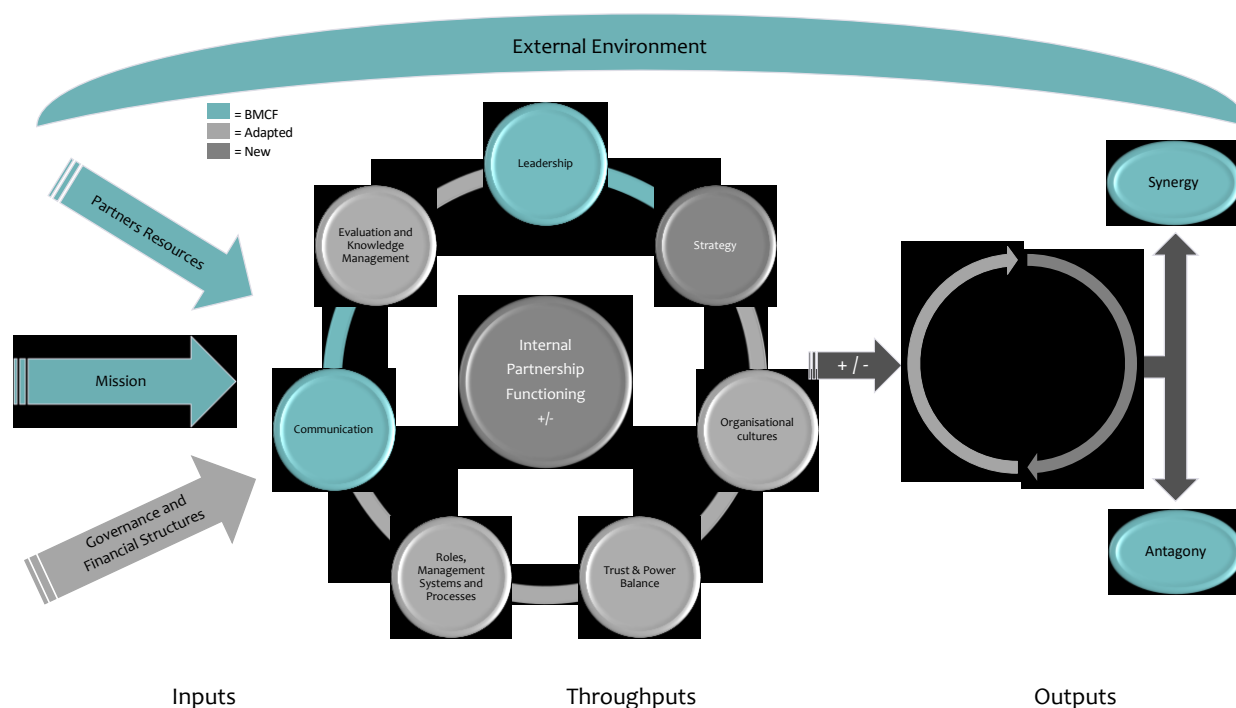 External Environment
= BMCF
= Adapted
= New
Partners Resources
Mission
Governance and
Financial Structures
Leadership
Evaluation and
Knowledge
Management
Strategy
Internal
Partnership
Functioning
+/-
Communication
Organisational
cultures
Roles,
Management
Systems and
Processes
Trust & Power
Balance
+ / -
Synergy
Antagony
Inputs
Throughputs
Outputs